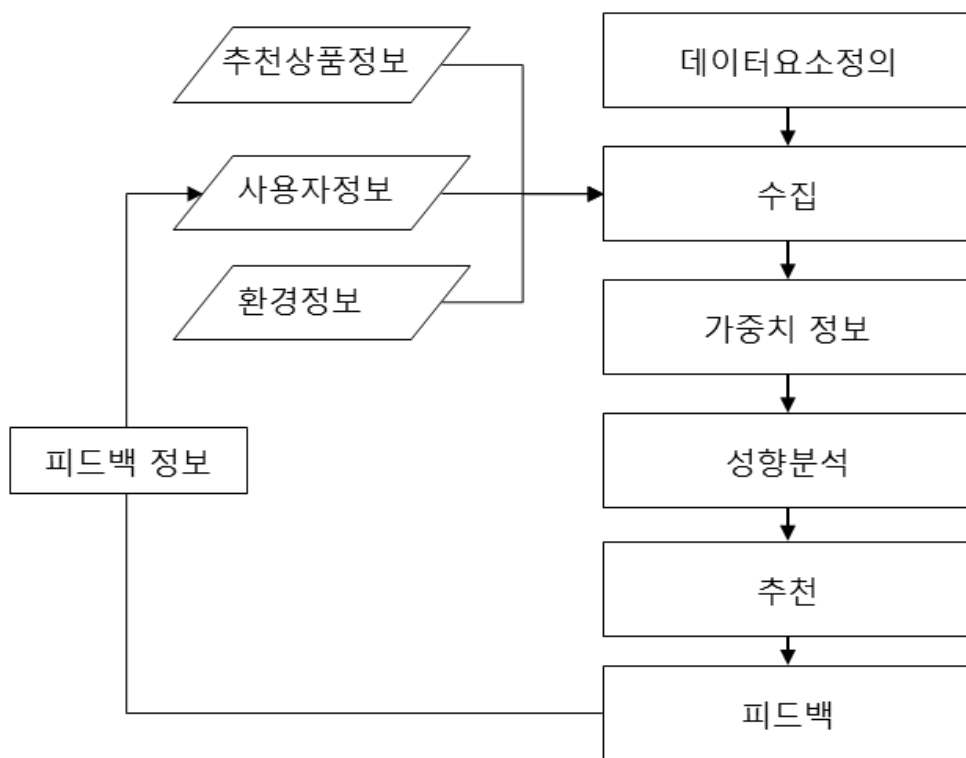 추천상품정보
데이터요소정의
사용자정보
수집
환경정보
가중치 정보
피드백 정보
성향분석
추천
피드백